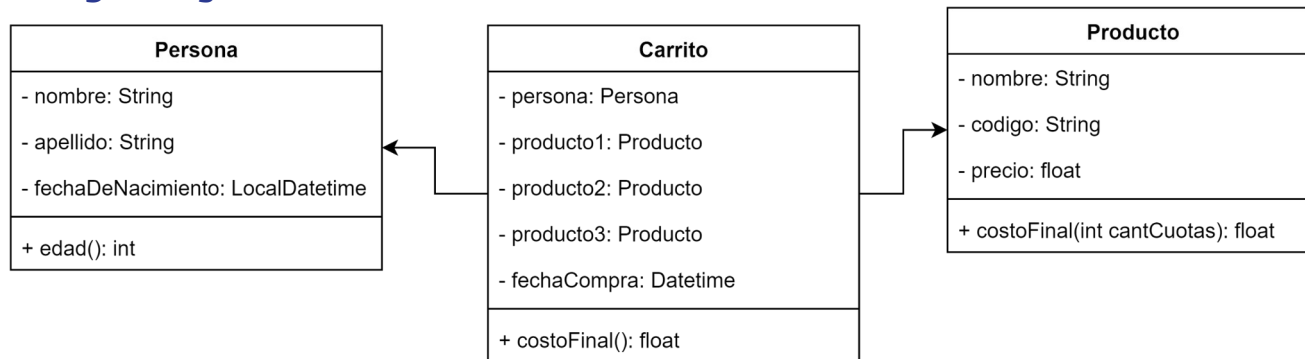 Persona
- nombre: String
- apellido: String
- fechaDeNacimiento: LocalDatetime
+ edad(): int
Carrito
- persona: Persona
- producto1: Producto
- producto2: Producto
- producto3: Producto
- fechaCompra: Datetime
+ costoFinal(): float
Producto
- nombre: String
- codigo: String
- precio: float
+ costoFinal(int cantCuotas): float